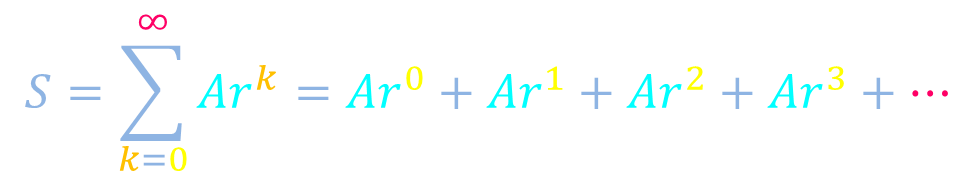 S = ∑_{k=0}^{∞} Ar^k = Ar^0 + Ar^1 + Ar^2 + Ar^3 + ⋯